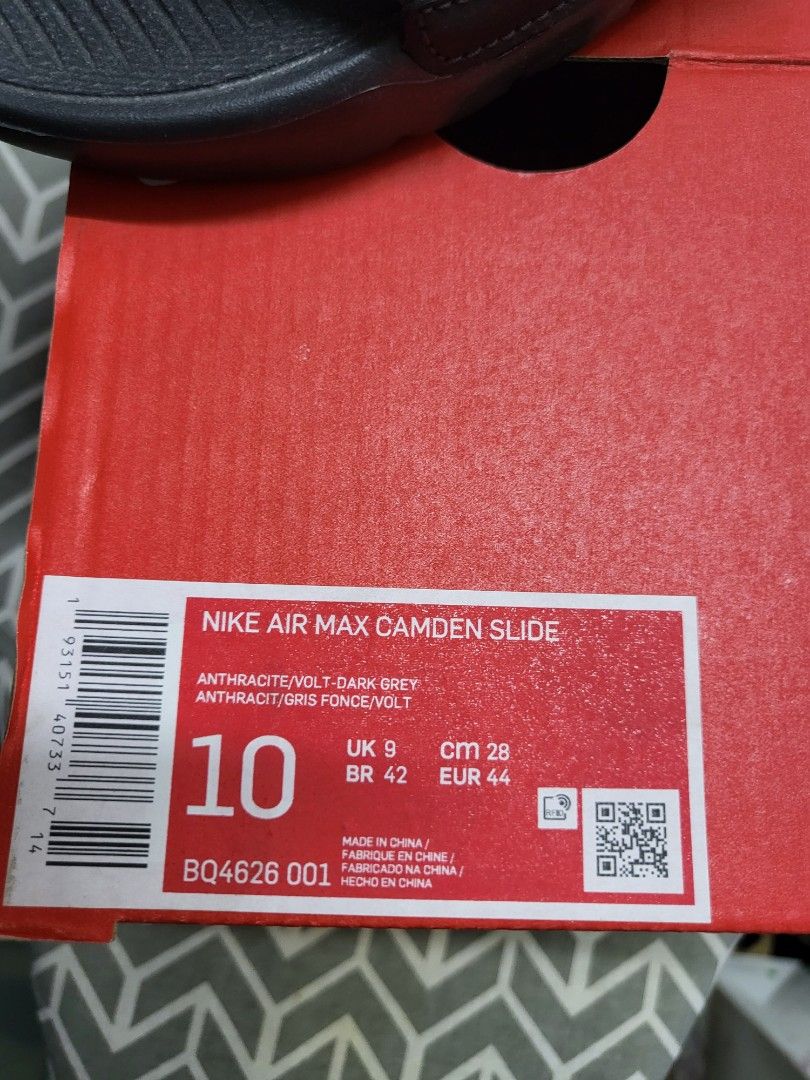 NIKE AIR MAX CAMDEN SLIDE
ANTHRACITE/VOLT-DARK GREY
ANTHRACIT/GRIS FONCE/VOLT
10
UK 9 cm 28
BR 42 EUR 44
RFID
BQ4626 001
MADE IN CHINA /
FABRIQUE EN CHINE /
FABRICADO NA CHINA /
HECHO EN CHINA
1 93151 40733 7 14